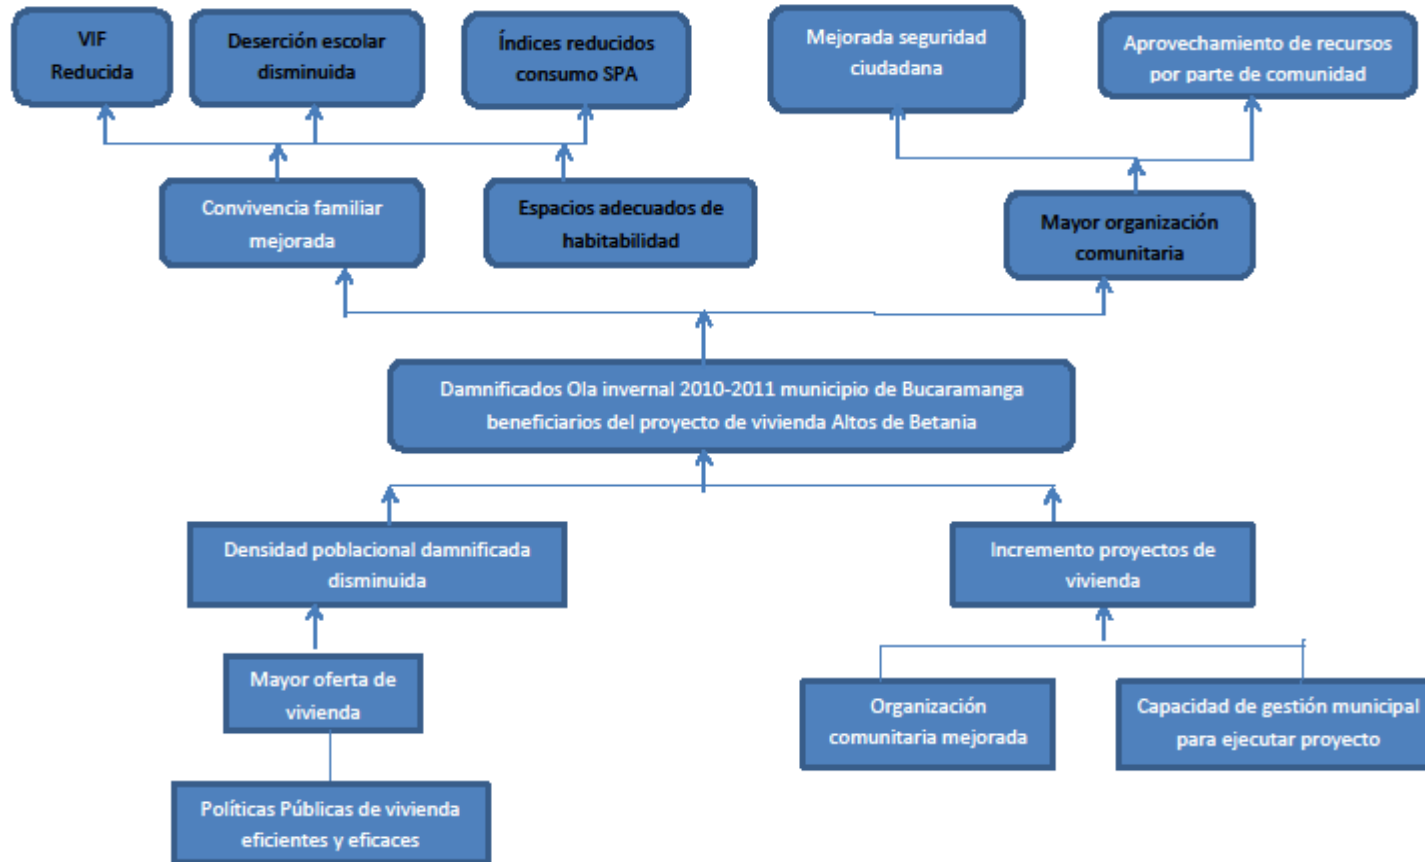 VIF
Reducida
Deserción escolar
disminuida
Índices reducidos
consumo SPA
Mejorada seguridad
ciudadana
Aprovechamiento de recursos
por parte de comunidad
Convivencia familiar
mejorada
Espacios adecuados de
habitabilidad
Mayor organización
comunitaria
Damnificados Ola invernal 2010-2011 municipio de Bucaramanga
beneficiarios del proyecto de vivienda Altos de Betania
Densidad poblacional damnificada
disminuida
Incremento proyectos de
vivienda
Mayor oferta de
vivienda
Organización
comunitaria mejorada
Capacidad de gestión municipal
para ejecutar proyecto
Políticas Públicas de vivienda
eficientes y eficaces